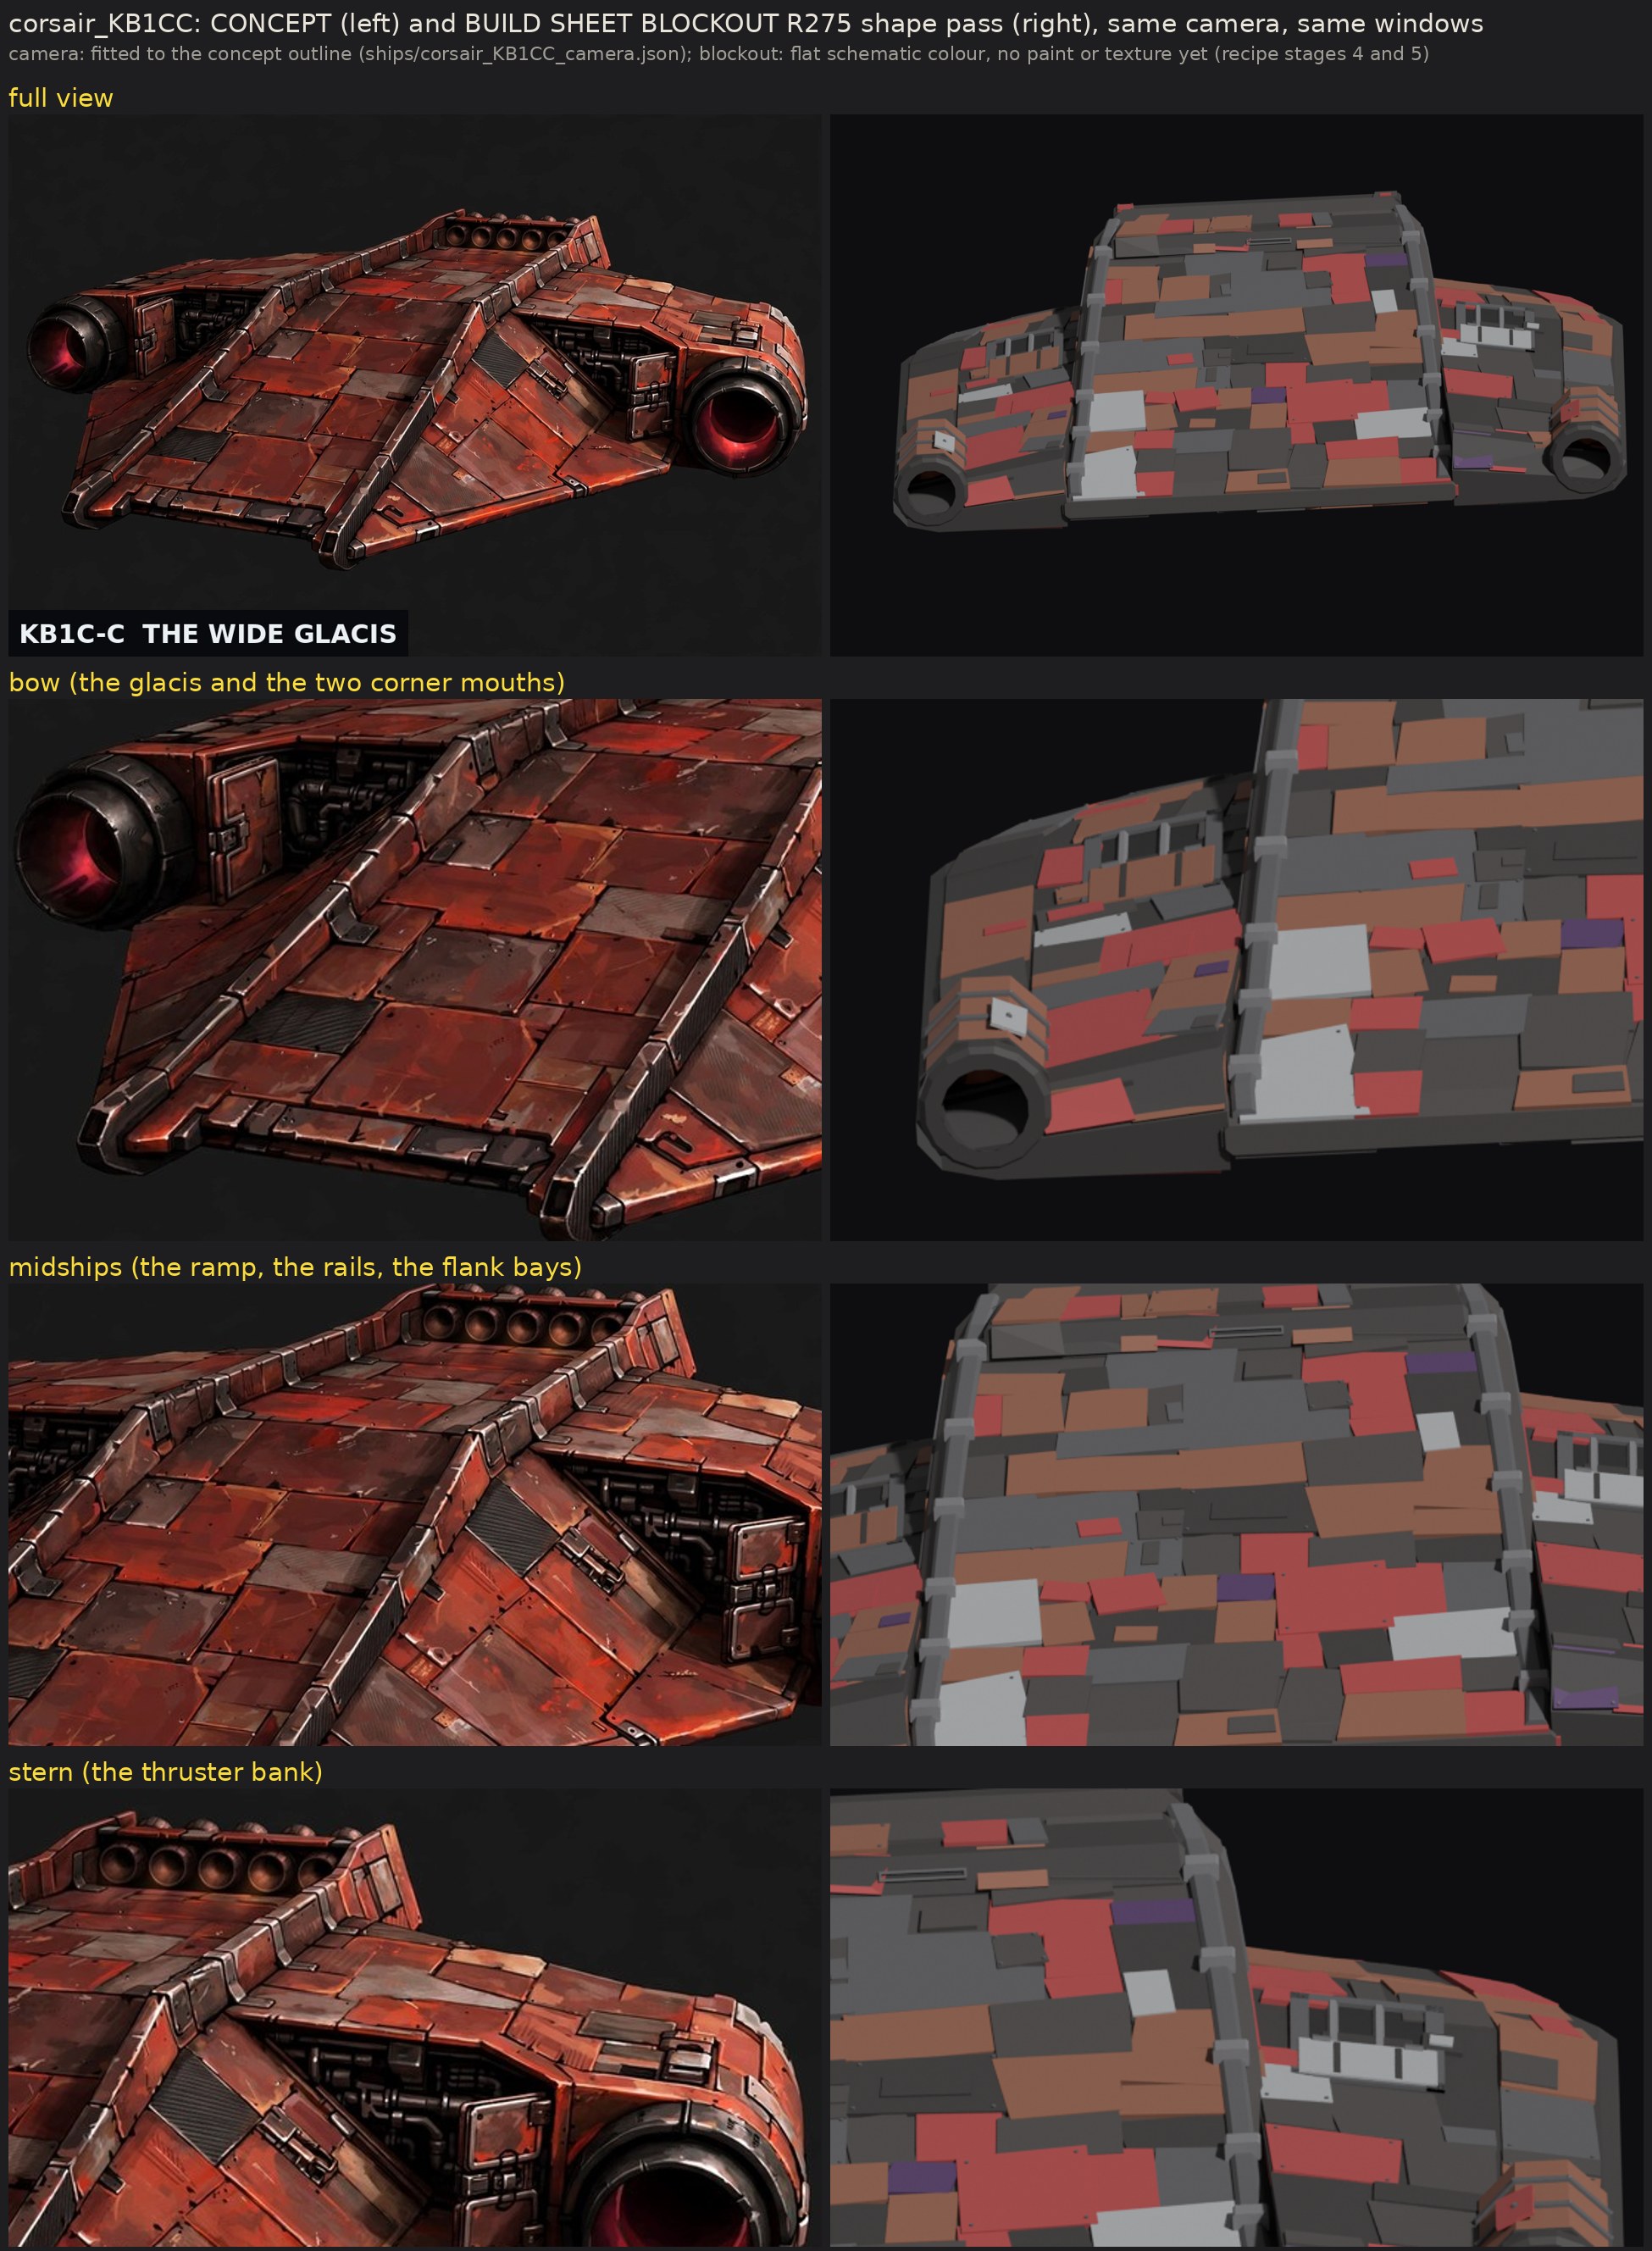 corsair_KB1CC: CONCEPT (left) and BUILD SHEET BLOCKOUT R275 shape pass (right), same camera, same windows
camera: fitted to the concept outline (ships/corsair_KB1CC_camera.json); blockout: flat schematic colour, no paint or texture yet (recipe stages 4 and 5)
full view
KB1C-C THE WIDE GLACIS
bow (the glacis and the two corner mouths)
midships (the ramp, the rails, the flank bays)
stern (the thruster bank)